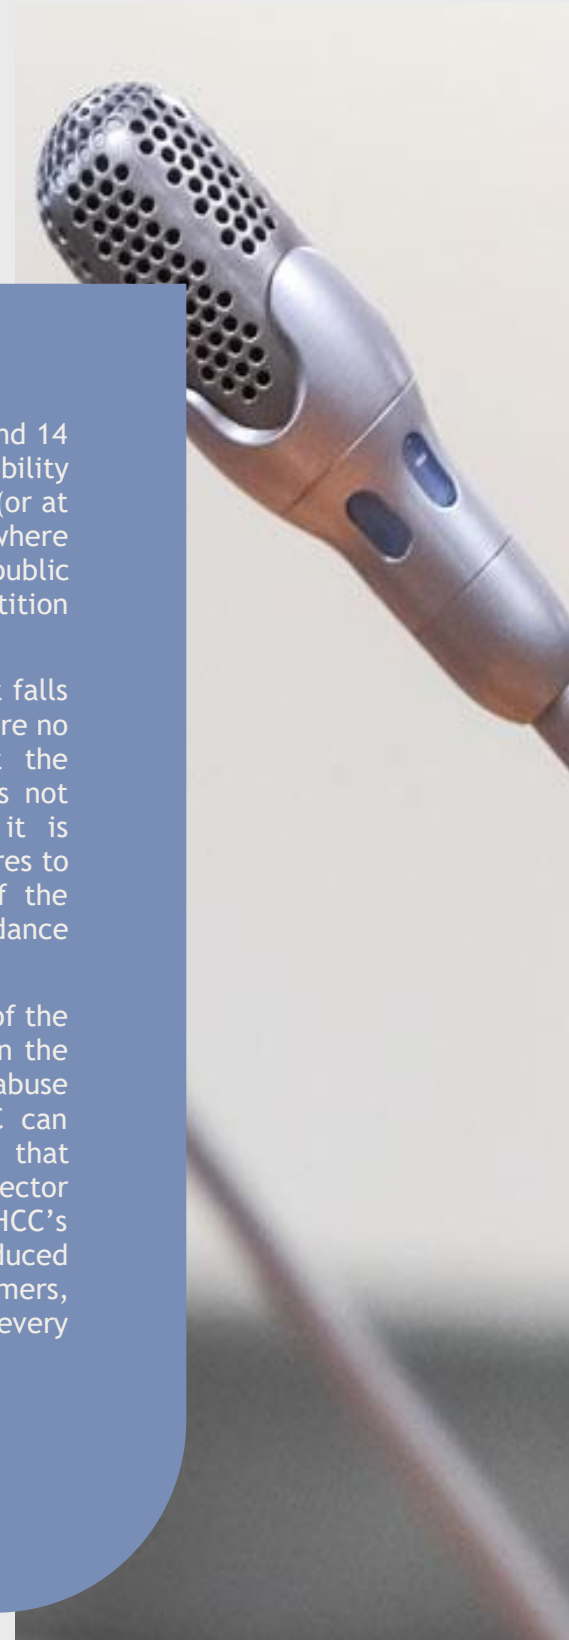 nd 14
bility
(or at
where
public
tition
falls
re no
the
s not
it is
res to
f the
dance
of the
n the
abuse
can
that
ector
HCC's
duced
mers,
every